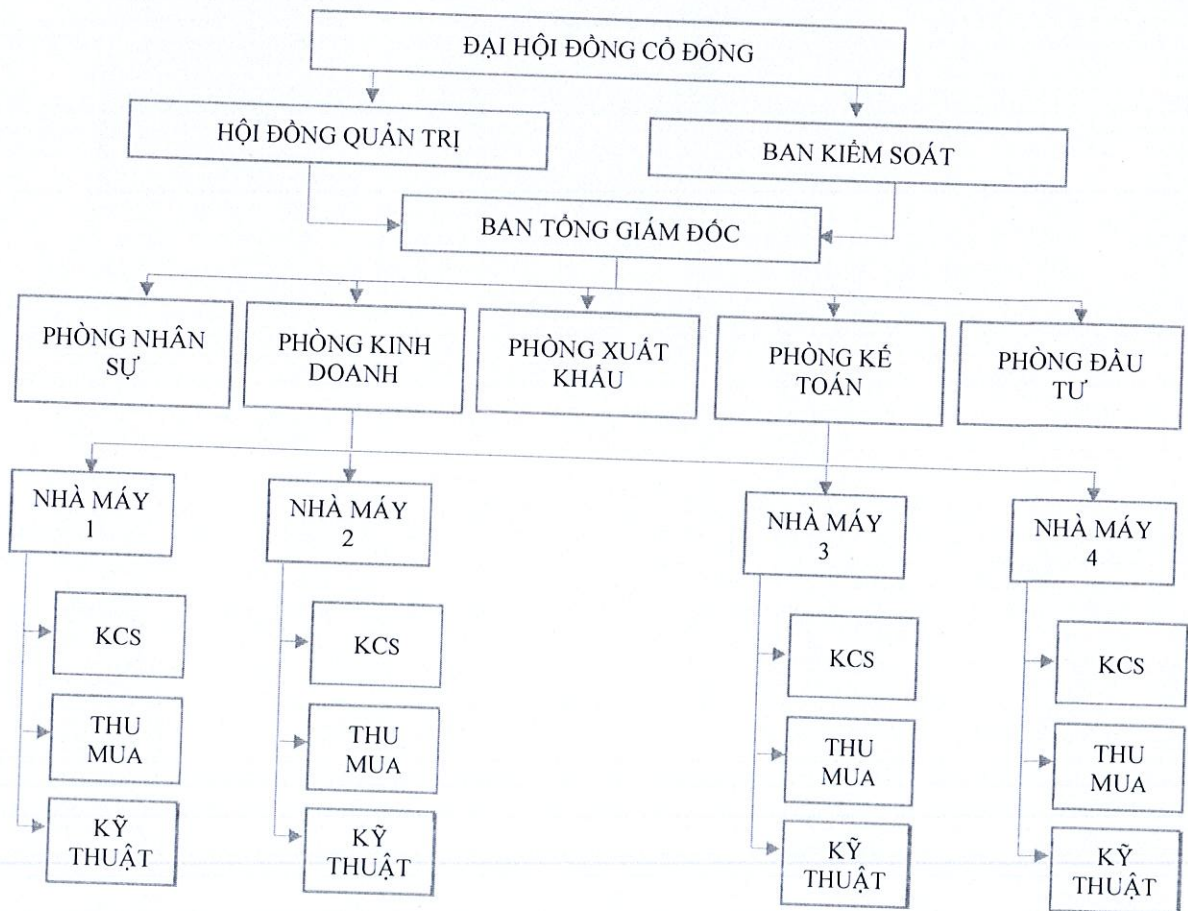 ĐẠI HỘI ĐỒNG CỔ ĐÔNG
HỘI ĐỒNG QUẢN TRỊ
BAN KIỂM SOÁT
BAN TỔNG GIÁM ĐỐC
PHÒNG NHÂN
SỰ
PHÒNG KINH
DOANH
PHÒNG XUẤT
KHẨU
PHÒNG KẾ
TOÁN
PHÒNG ĐẦU
TƯ
NHÀ MÁY
1
NHÀ MÁY
2
NHÀ MÁY
3
NHÀ MÁY
4
KCS
THU
MUA
KỸ
THUẬT
KCS
THU
MUA
KỸ
THUẬT
KCS
THU
MUA
KỸ
THUẬT
KCS
THU
MUA
KỸ
THUẬT